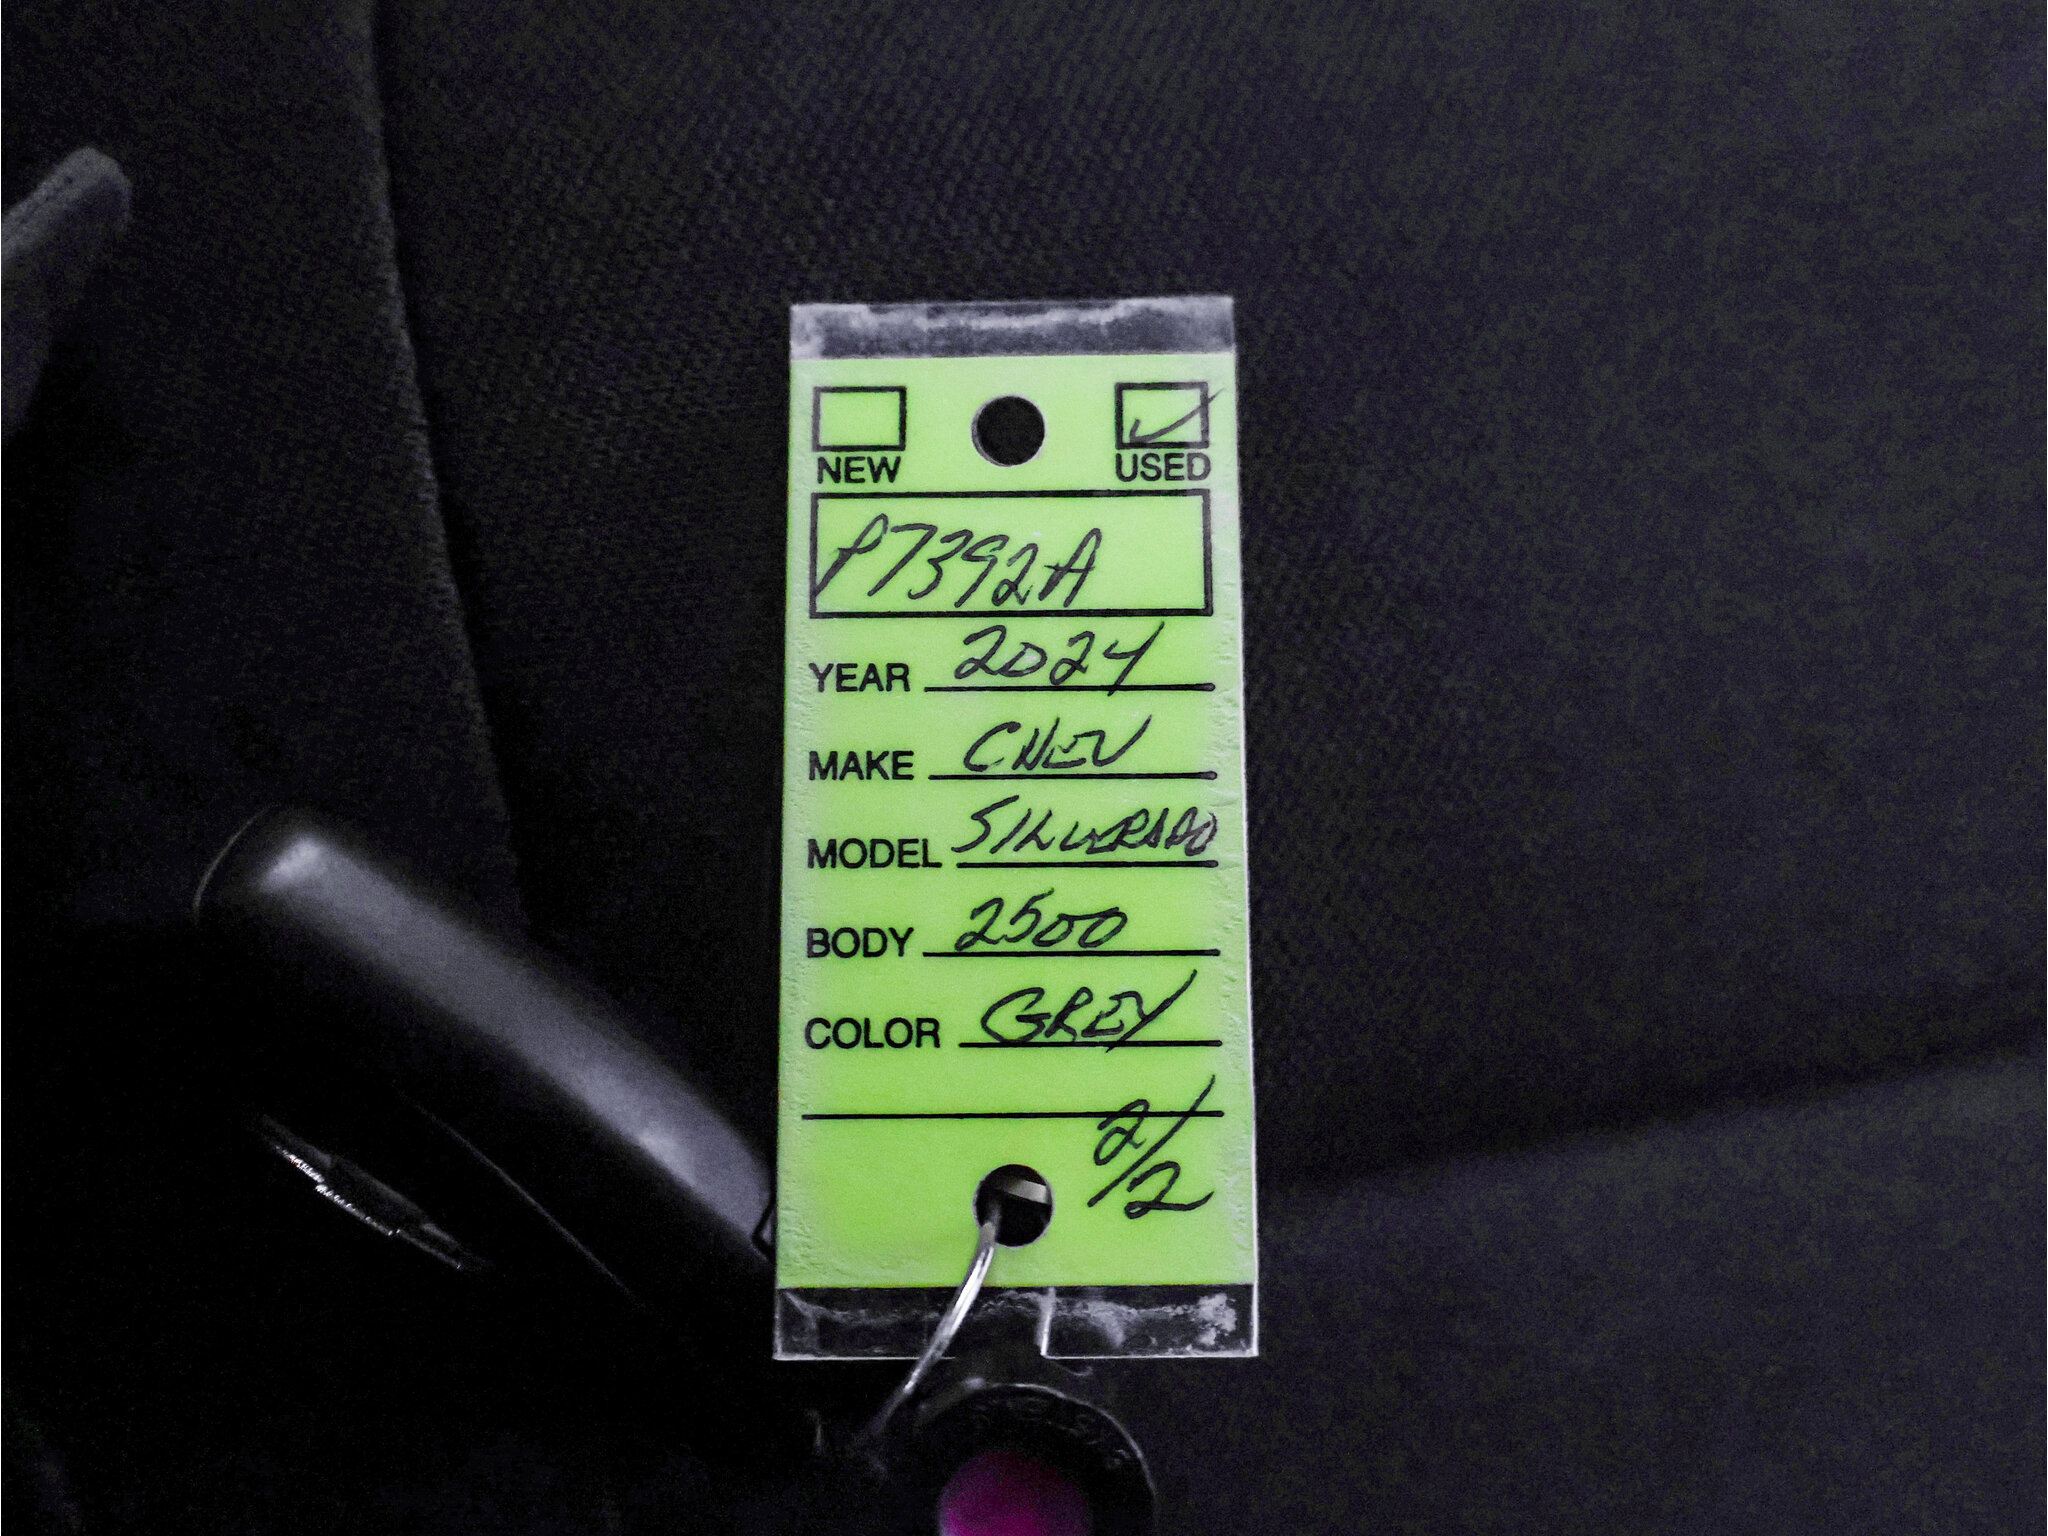 NEW USED
P7392A
YEAR 2024
MAKE CHEV
MODEL SILVERADO
BODY 2500
COLOR GREY
2/2